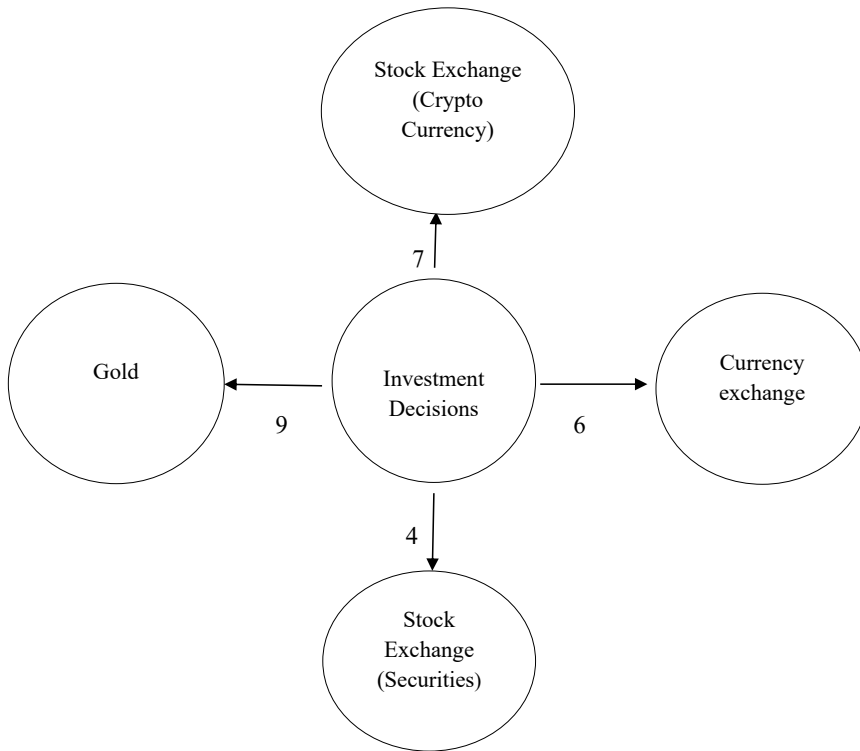 Stock Exchange
(Crypto
Currency)
7
Gold
Investment
Decisions
Currency
exchange
9
6
4
Stock
Exchange
(Securities)